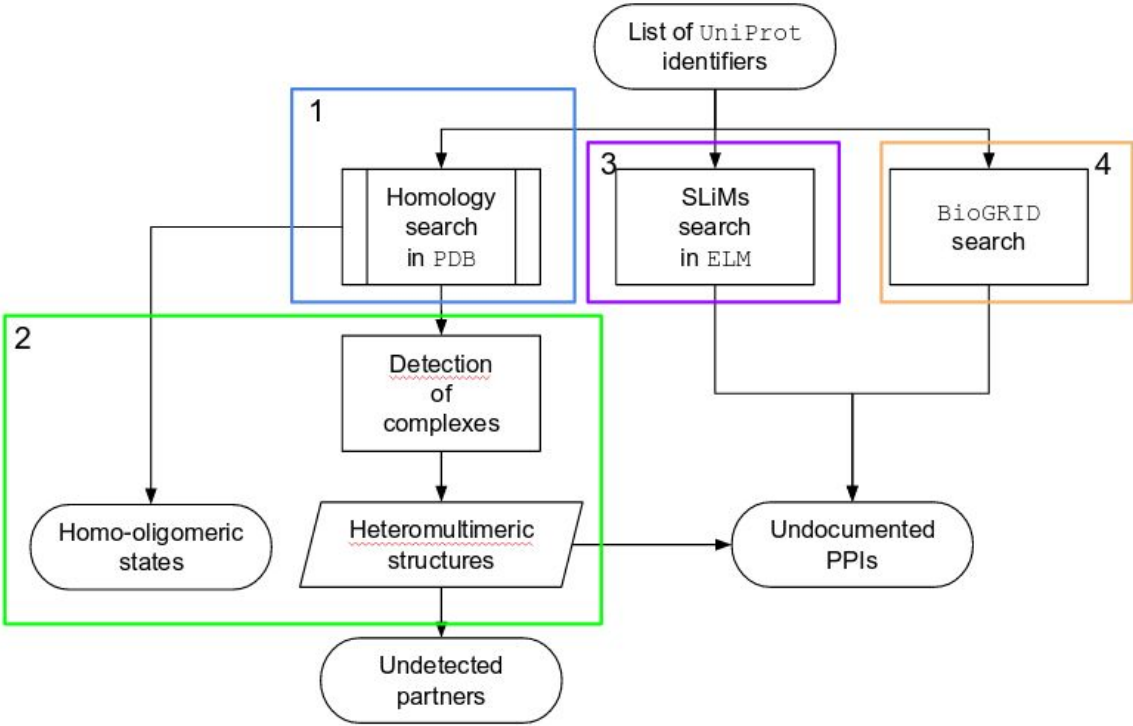 List of UniProt
identifiers
1
Homology
search
in PDB
3
SLiMs
search
in ELM
4
BioGRID
search
2
Detection
of
complexes
Homo-oligomeric
states
Heteromultimeric
structures
Undocumented
PPIs
Undetected
partners